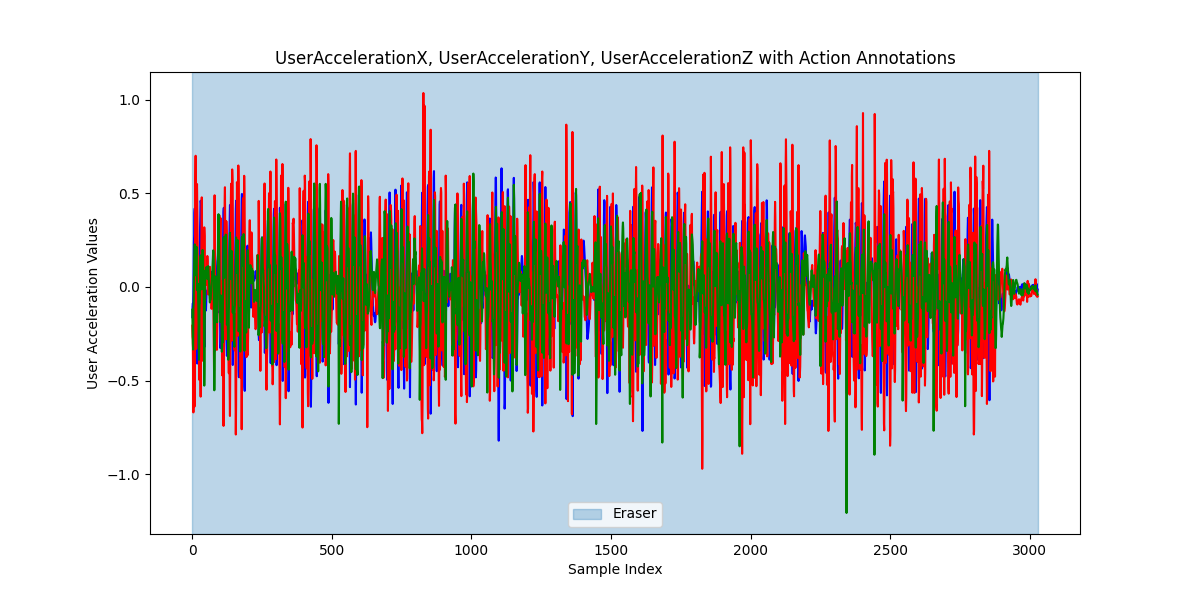 UserAccelerationX, UserAccelerationY, UserAccelerationZ with Action Annotations
User Acceleration Values
1.0
0.5
0.0
−0.5
−1.0
Eraser
0 500 1000 1500 2000 2500 3000
Sample Index